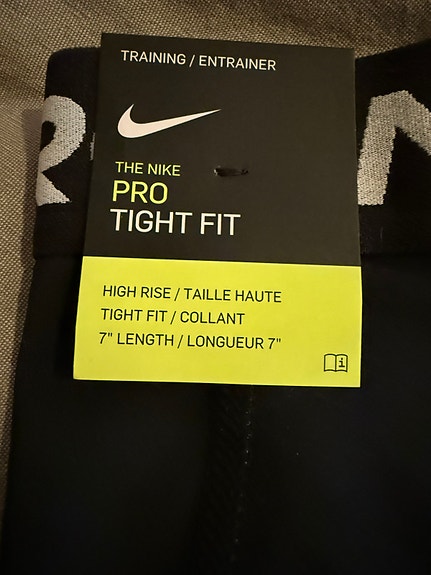 TRAINING / ENTRAINER
THE NIKE
PRO
TIGHT FIT
HIGH RISE / TAILLE HAUTE
TIGHT FIT / COLLANT
7" LENGTH / LONGUEUR 7"
i